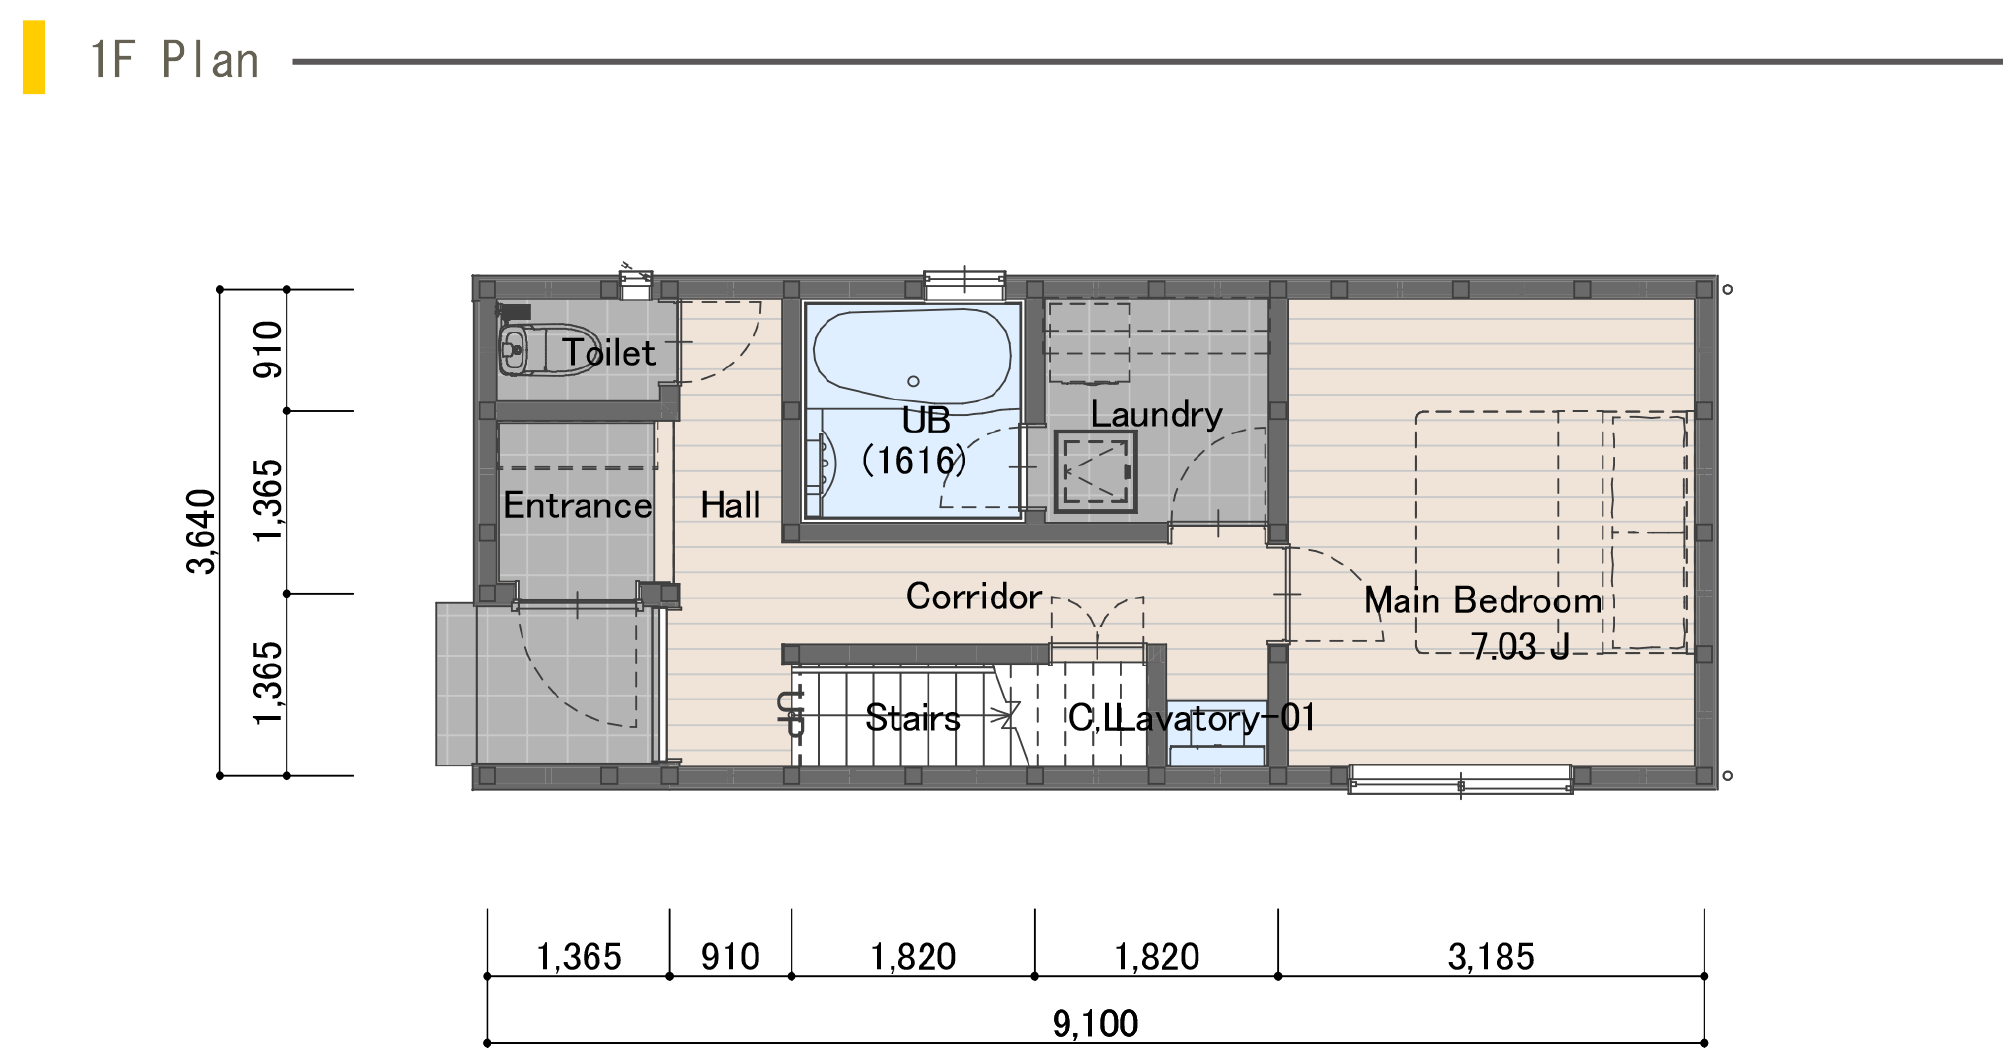 1F Plan
910
1,365
1,365
3,640
Toilet
UB
(1616)
Laundry
Entrance
Hall
Corridor
Main Bedroom
7.03 J
Stairs
C,L
Lavatory-01
1,365
910
1,820
1,820
3,185
9,100